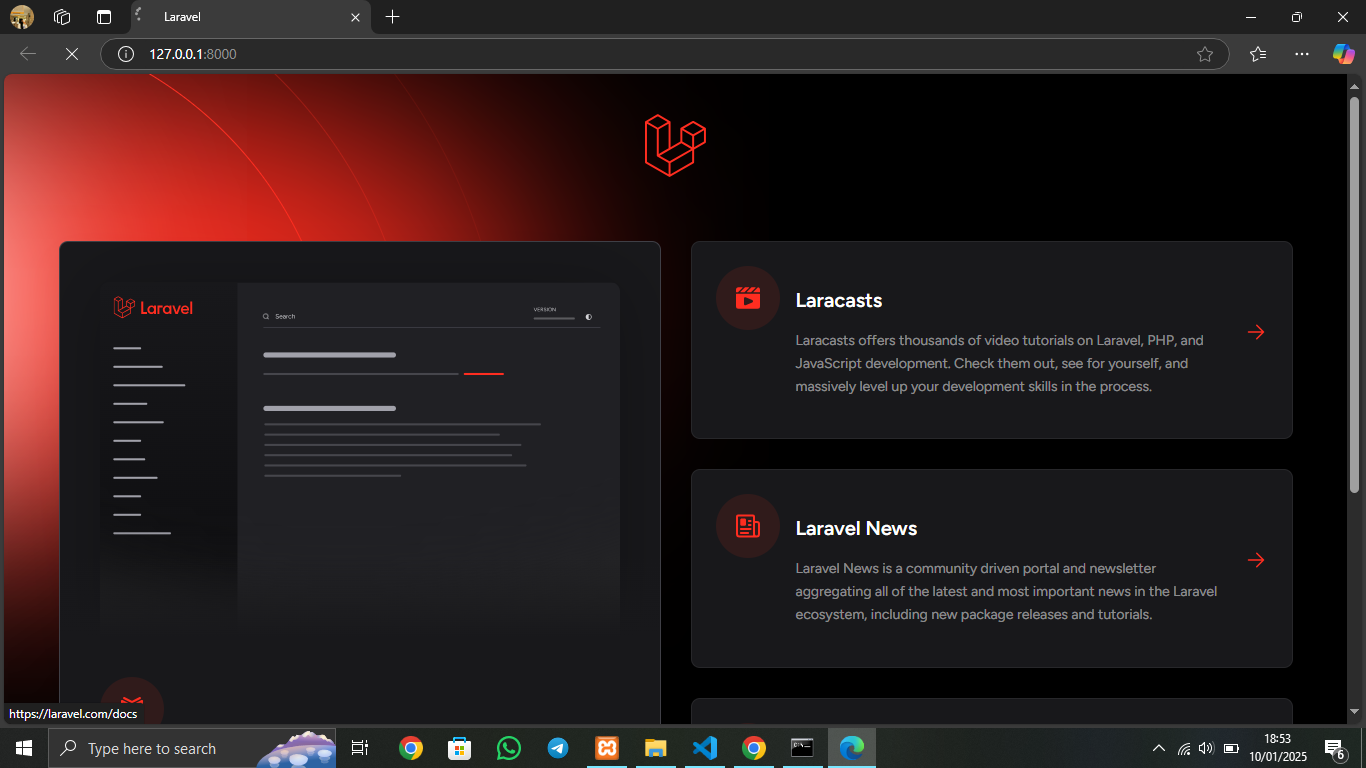 Laravel
127.0.0.1:8000
Laravel
Search
VERSION
Laracasts
Laracasts offers thousands of video tutorials on Laravel, PHP, and
JavaScript development. Check them out, see for yourself, and
massively level up your development skills in the process.
Laravel News
Laravel News is a community driven portal and newsletter
aggregating all of the latest and most important news in the Laravel
ecosystem, including new package releases and tutorials.
https://laravel.com/docs
Type here to search
18:53
10/01/2025
6